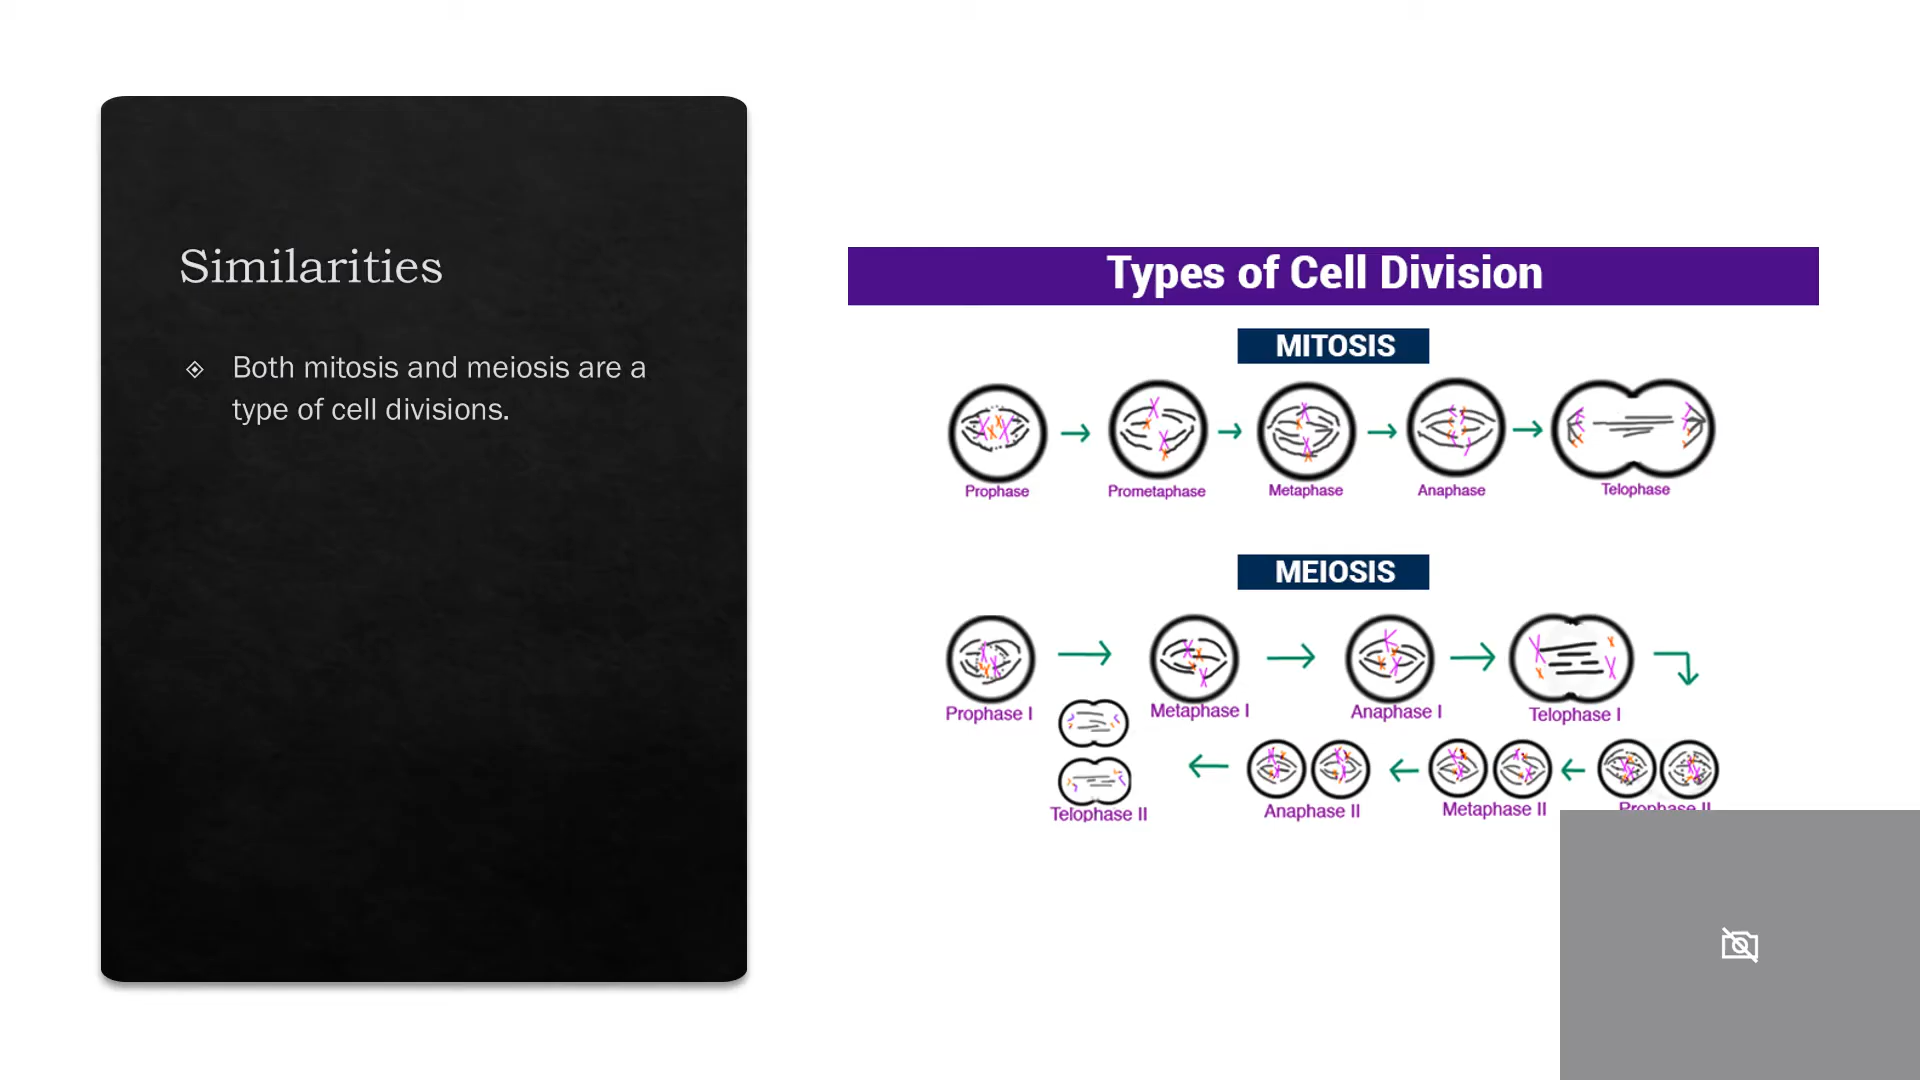 Similarities
Both mitosis and meiosis are a
type of cell divisions.
Types of Cell Division
MITOSIS
Prophase
Prometaphase
Metaphase
Anaphase
Telophase
MEIOSIS
Prophase I
Metaphase I
Anaphase I
Telophase I
Telophase II
Anaphase II
Metaphase II
Prophase II